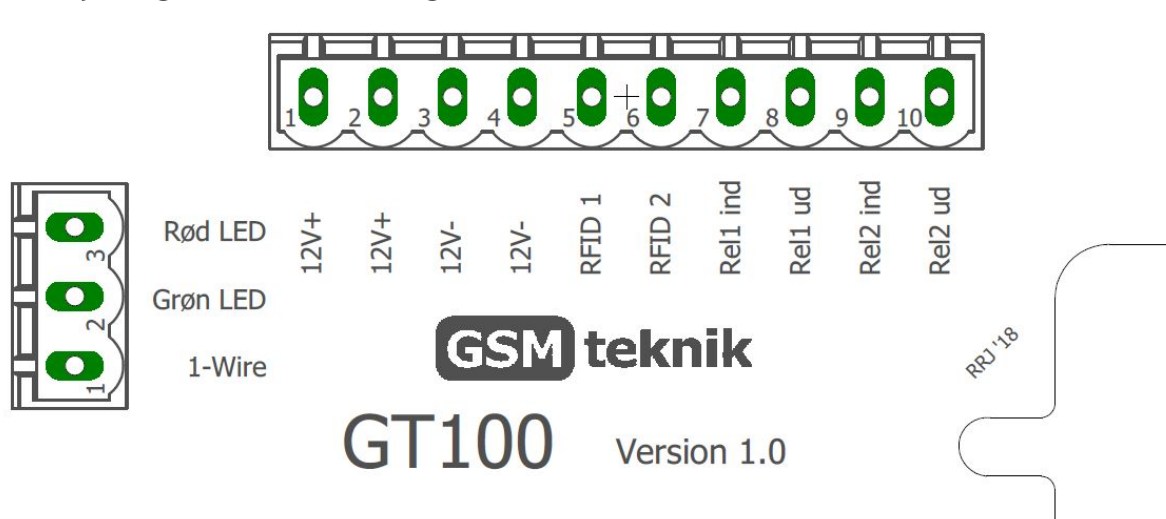 1 2 3 4 5 6 7 8 9 10
12V+ 12V+ 12V- 12V- RFID 1 RFID 2 Rel1 ind Rel1 ud Rel2 ind Rel2 ud
3 Rød LED
2 Grøn LED
1 1-Wire
GSM teknik
RRJ '18
GT100 Version 1.0